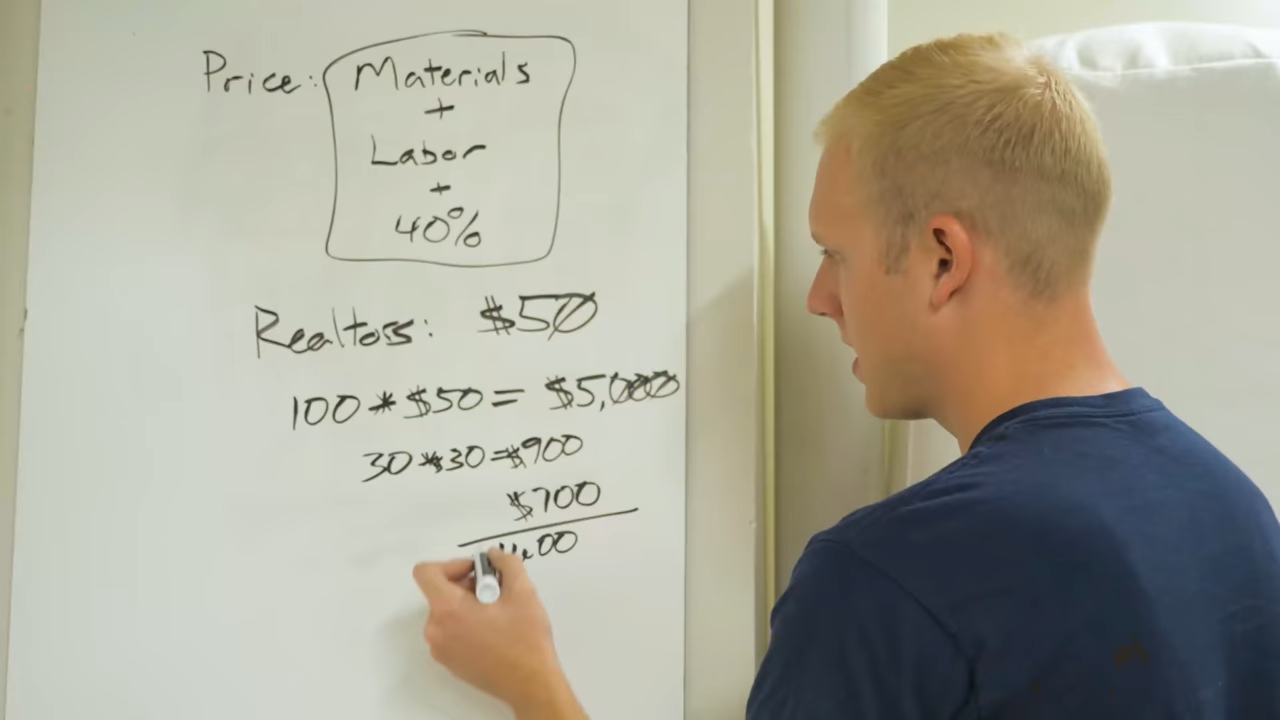 Price: Materials
+
Labor
+
40%
Realtors: $50
100 * $50 = $5,000
30 * 30 = $900
$700